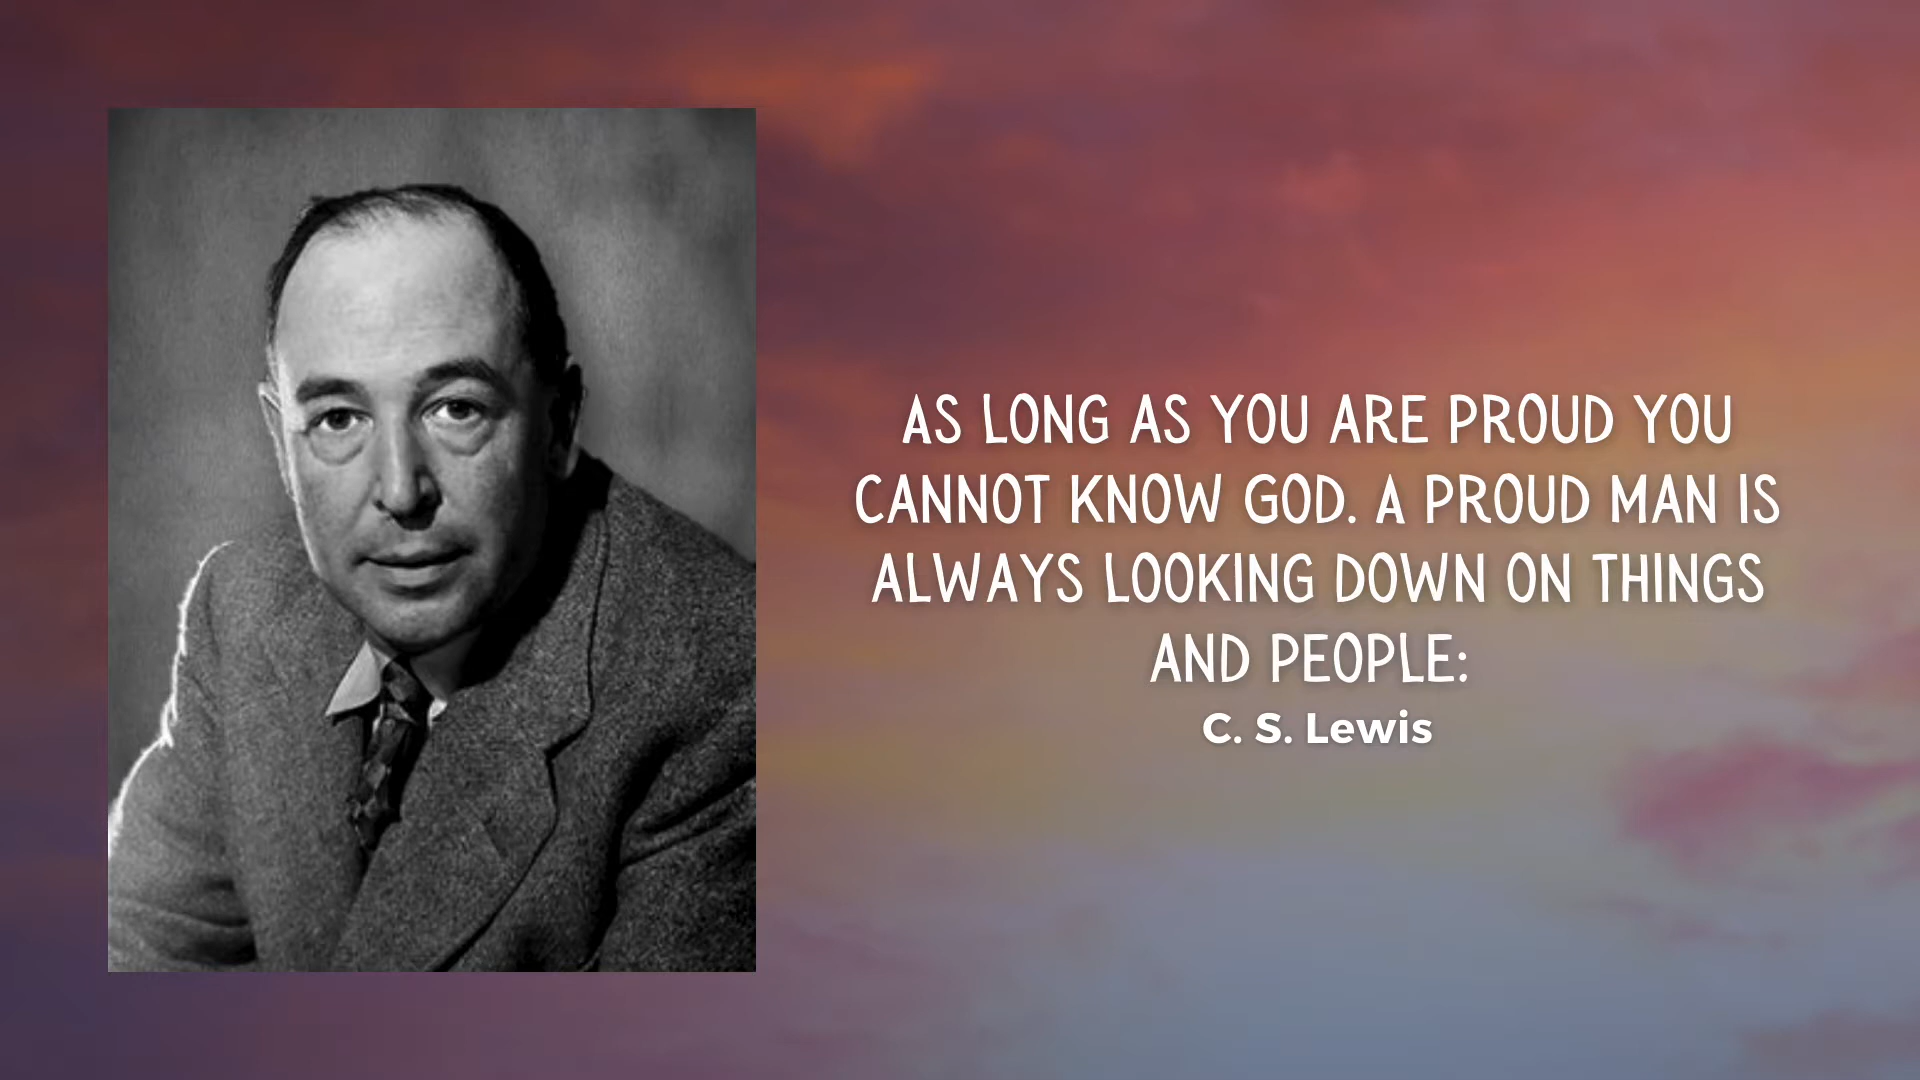 AS LONG AS YOU ARE PROUD YOU
CANNOT KNOW GOD. A PROUD MAN IS
ALWAYS LOOKING DOWN ON THINGS
AND PEOPLE:
C. S. Lewis